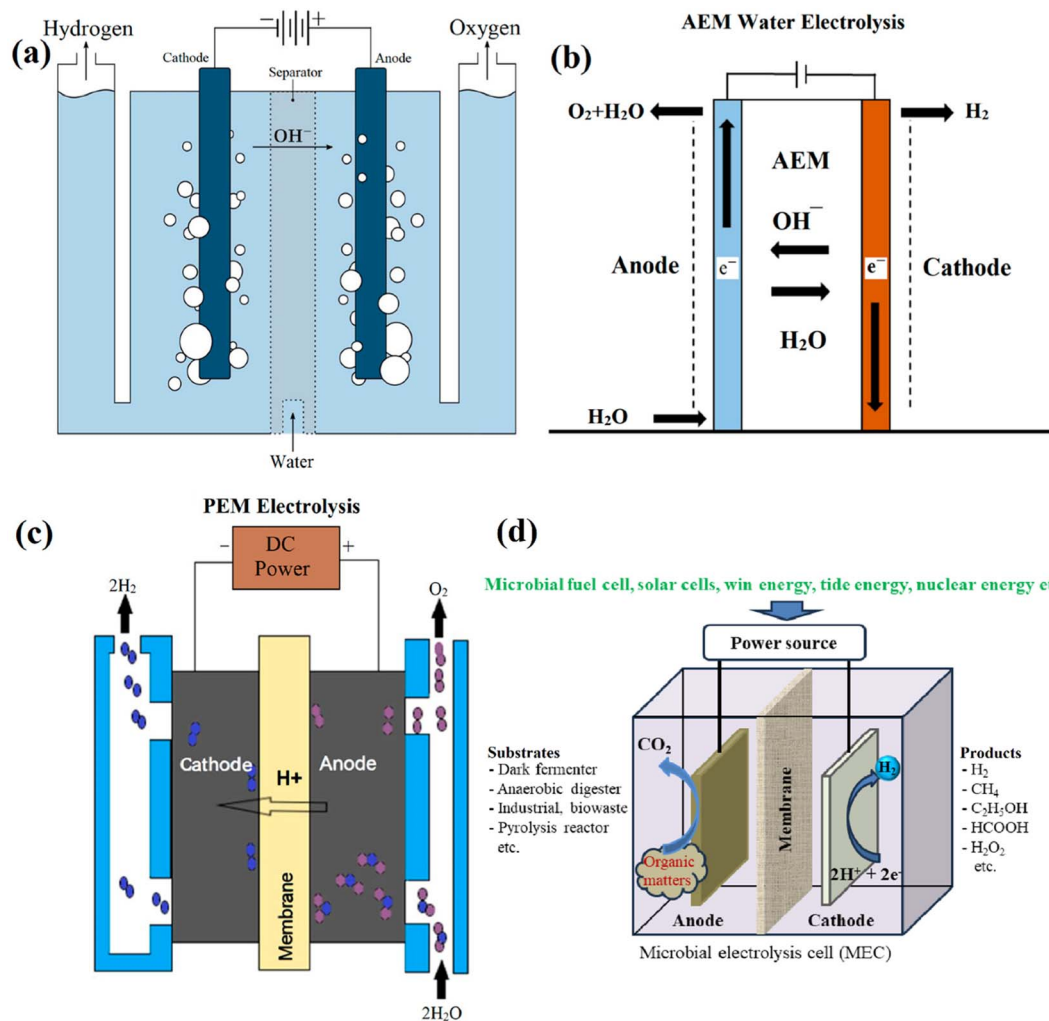 (a)
Hydrogen
− +
Oxygen
Cathode
Anode
Separator
OH⁻
Water
(b)
AEM Water Electrolysis
O₂+H₂O
H₂
AEM
OH⁻
Anode
e⁻
e⁻
Cathode
H₂O
H₂O
(c)
PEM Electrolysis
− DC +
Power
2H₂
O₂
Cathode
H+
Anode
Membrane
2H₂O
(d)
Microbial fuel cell, solar cells, win energy, tide energy, nuclear energy et
Power source
CO₂
Substrates
- Dark fermenter
- Anaerobic digester
- Industrial, biowaste
- Pyrolysis reactor
etc.
Organic
matters
Membrane
H₂
2H⁺ + 2e⁻
Anode
Cathode
Products
- H₂
- CH₄
- C₂H₅OH
- HCOOH
- H₂O₂
etc.
Microbial electrolysis cell (MEC)